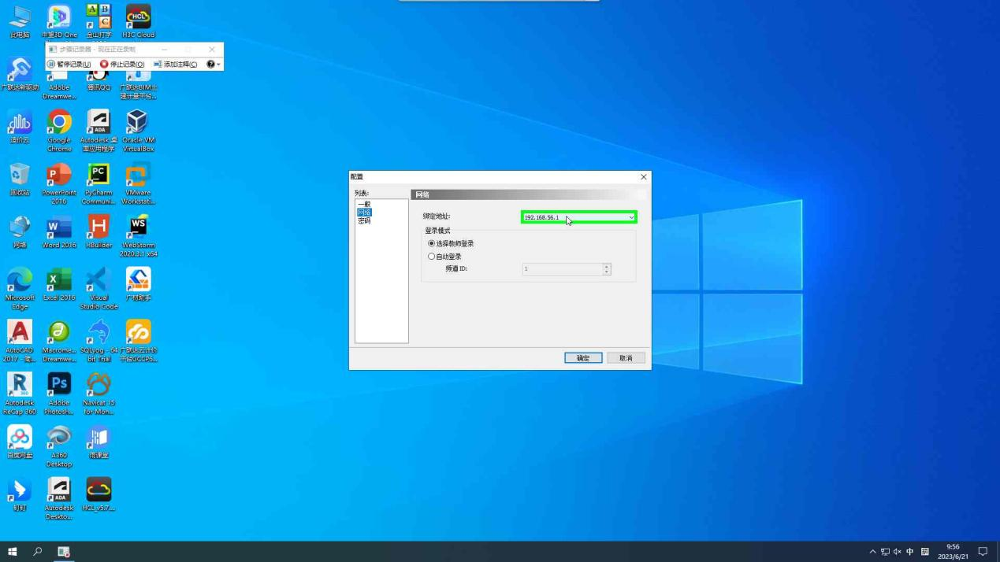 此电脑
中望3D One
金山打字
H3C Cloud
步骤记录器 - 现在正在录制
暂停记录(U)
停止记录(O)
添加注释(C)
广联达新驱动
Adobe
Dreamwe...
腾讯QQ
广联达BIM土
建计量平台...
造价云
Google
Chrome
Autodesk 桌
面应用程序
Oracle VM
VirtualBox
回收站
PowerPoint
2016
PyCharm
Communi...
VMware
Workstati...
网络
Word 2016
HBuilder
WebStorm
2020.3.1 x64
Microsoft
Edge
Excel 2016
Visual
Studio Code
广材助手
AutoCAD
2017 - 简...
Macrome...
Dreamwe...
SQLyog - 64
bit Trial
广联达云计价
平台GCCP6...
Autodesk
ReCap 360
Adobe
Photosh...
Navicat 15
for Mon...
百度网盘
A360
Desktop
雨课堂
钉钉
Autodesk
Deskto...
HCL_v5.7...
配置
列表:
一般
网络
密码
网络
绑定地址:
192.168.56.1
登录模式
选择教师登录
自动登录
频道 ID:
1
确定
取消
中
9:56
2023/6/21